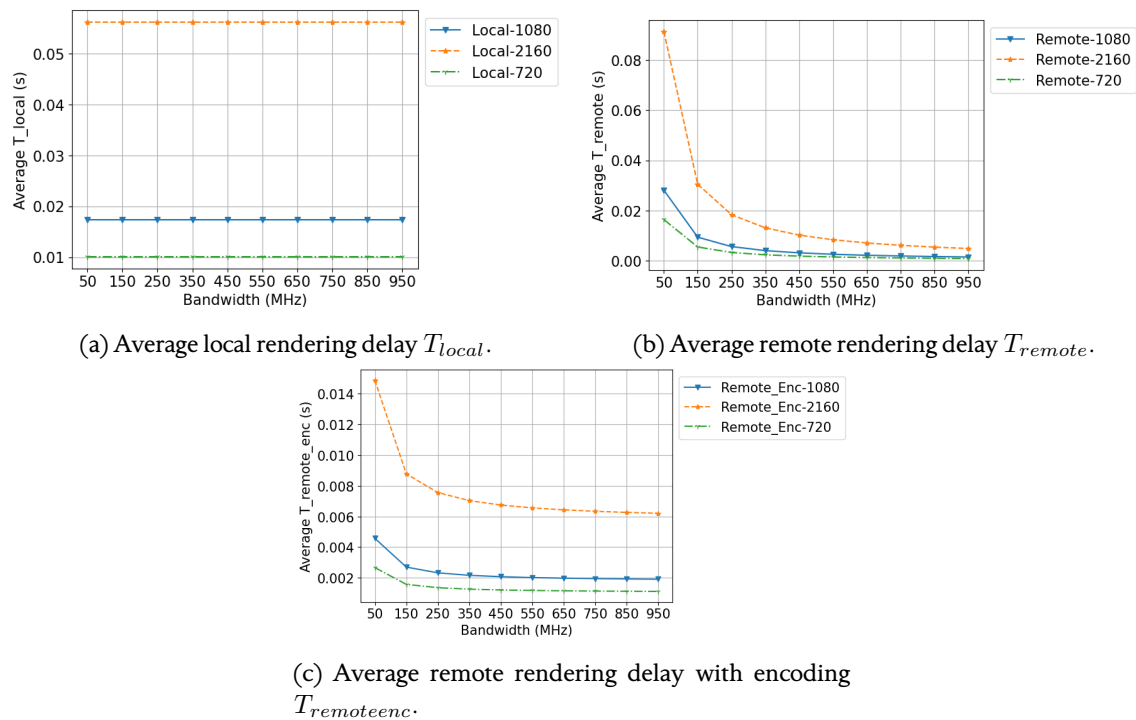 Average T_local (s)
0.05
0.04
0.03
0.02
0.01
50 150 250 350 450 550 650 750 850 950
Bandwidth (MHz)
Local-1080
Local-2160
Local-720
(a) Average local rendering delay T_local.
Average T_remote (s)
0.08
0.06
0.04
0.02
0.00
50 150 250 350 450 550 650 750 850 950
Bandwidth (MHz)
Remote-1080
Remote-2160
Remote-720
(b) Average remote rendering delay T_remote.
Average T_remote_enc (s)
0.014
0.012
0.010
0.008
0.006
0.004
0.002
50 150 250 350 450 550 650 750 850 950
Bandwidth (MHz)
Remote_Enc-1080
Remote_Enc-2160
Remote_Enc-720
(c) Average remote rendering delay with encoding
T_remoteenc.